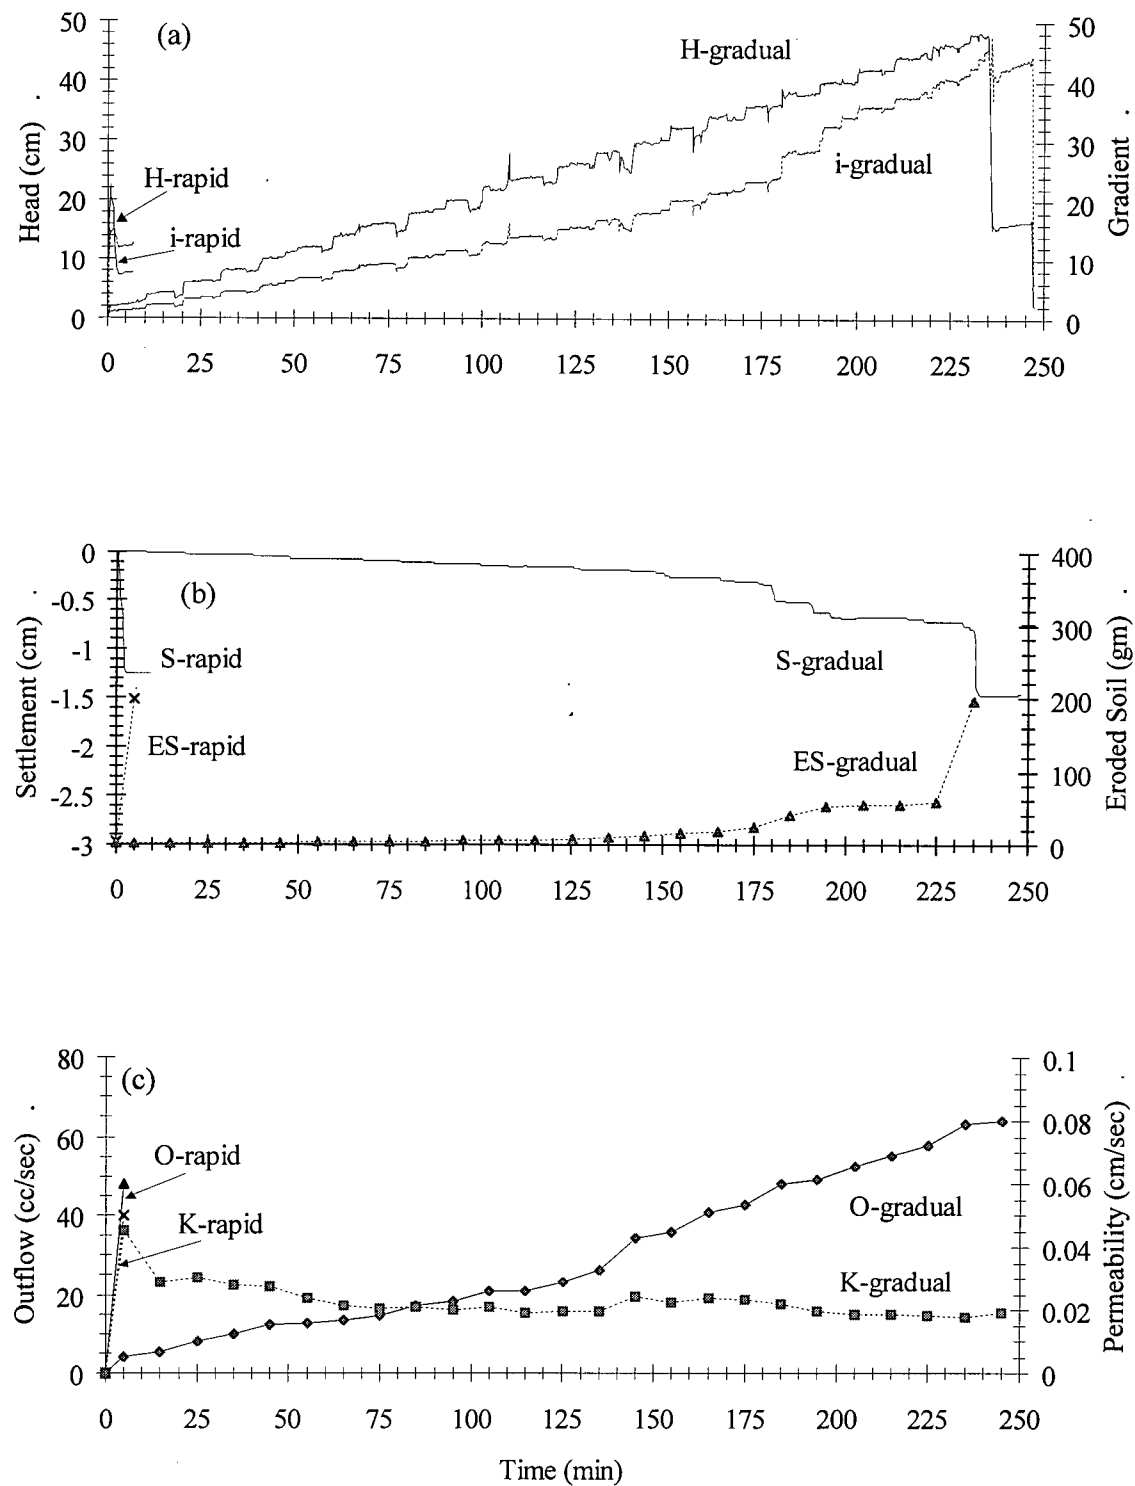 (a)
50
40
30
20
10
0
Head (cm)
H-gradual
i-gradual
H-rapid
i-rapid
50
40
30
20
10
0
Gradient
0 25 50 75 100 125 150 175 200 225 250
(b)
0
-0.5
-1
-1.5
-2
-2.5
-3
Settlement (cm)
S-rapid
ES-rapid
S-gradual
ES-gradual
400
300
200
100
0
Eroded Soil (gm)
0 25 50 75 100 125 150 175 200 225 250
(c)
80
60
40
20
0
Outflow (cc/sec)
O-rapid
K-rapid
O-gradual
K-gradual
0.1
0.08
0.06
0.04
0.02
0
Permeability (cm/sec)
0 25 50 75 100 125 150 175 200 225 250
Time (min)